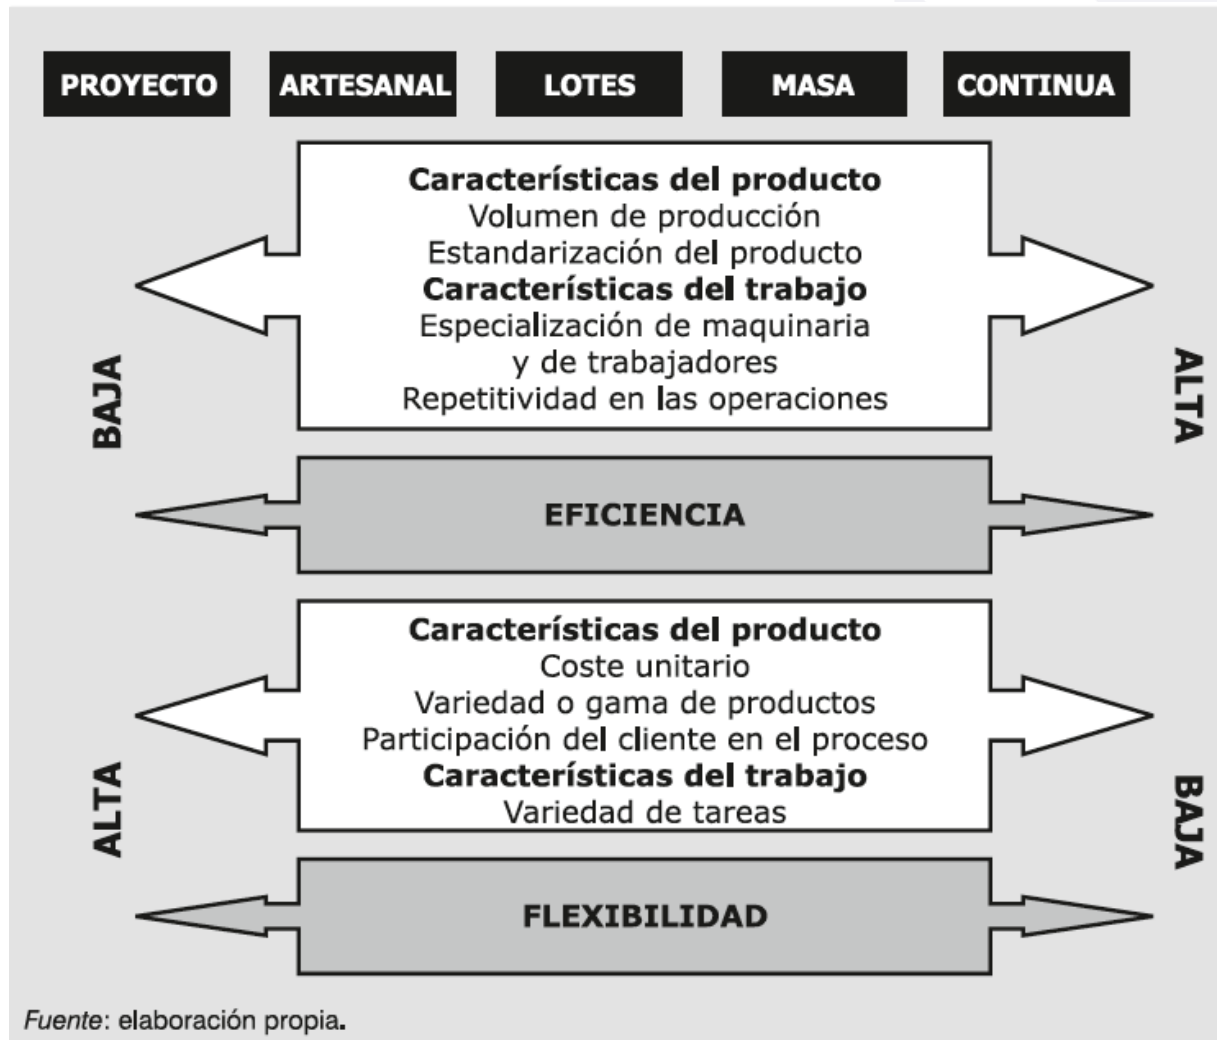 PROYECTO ARTESANAL LOTES MASA CONTINUA
Características del producto
Volumen de producción
Estandarización del producto
Características del trabajo
Especialización de maquinaria
y de trabajadores
Repetitividad en las operaciones
BAJA
ALTA
EFICIENCIA
Características del producto
Coste unitario
Variedad o gama de productos
Participación del cliente en el proceso
Características del trabajo
Variedad de tareas
ALTA
BAJA
FLEXIBILIDAD
Fuente: elaboración propia.